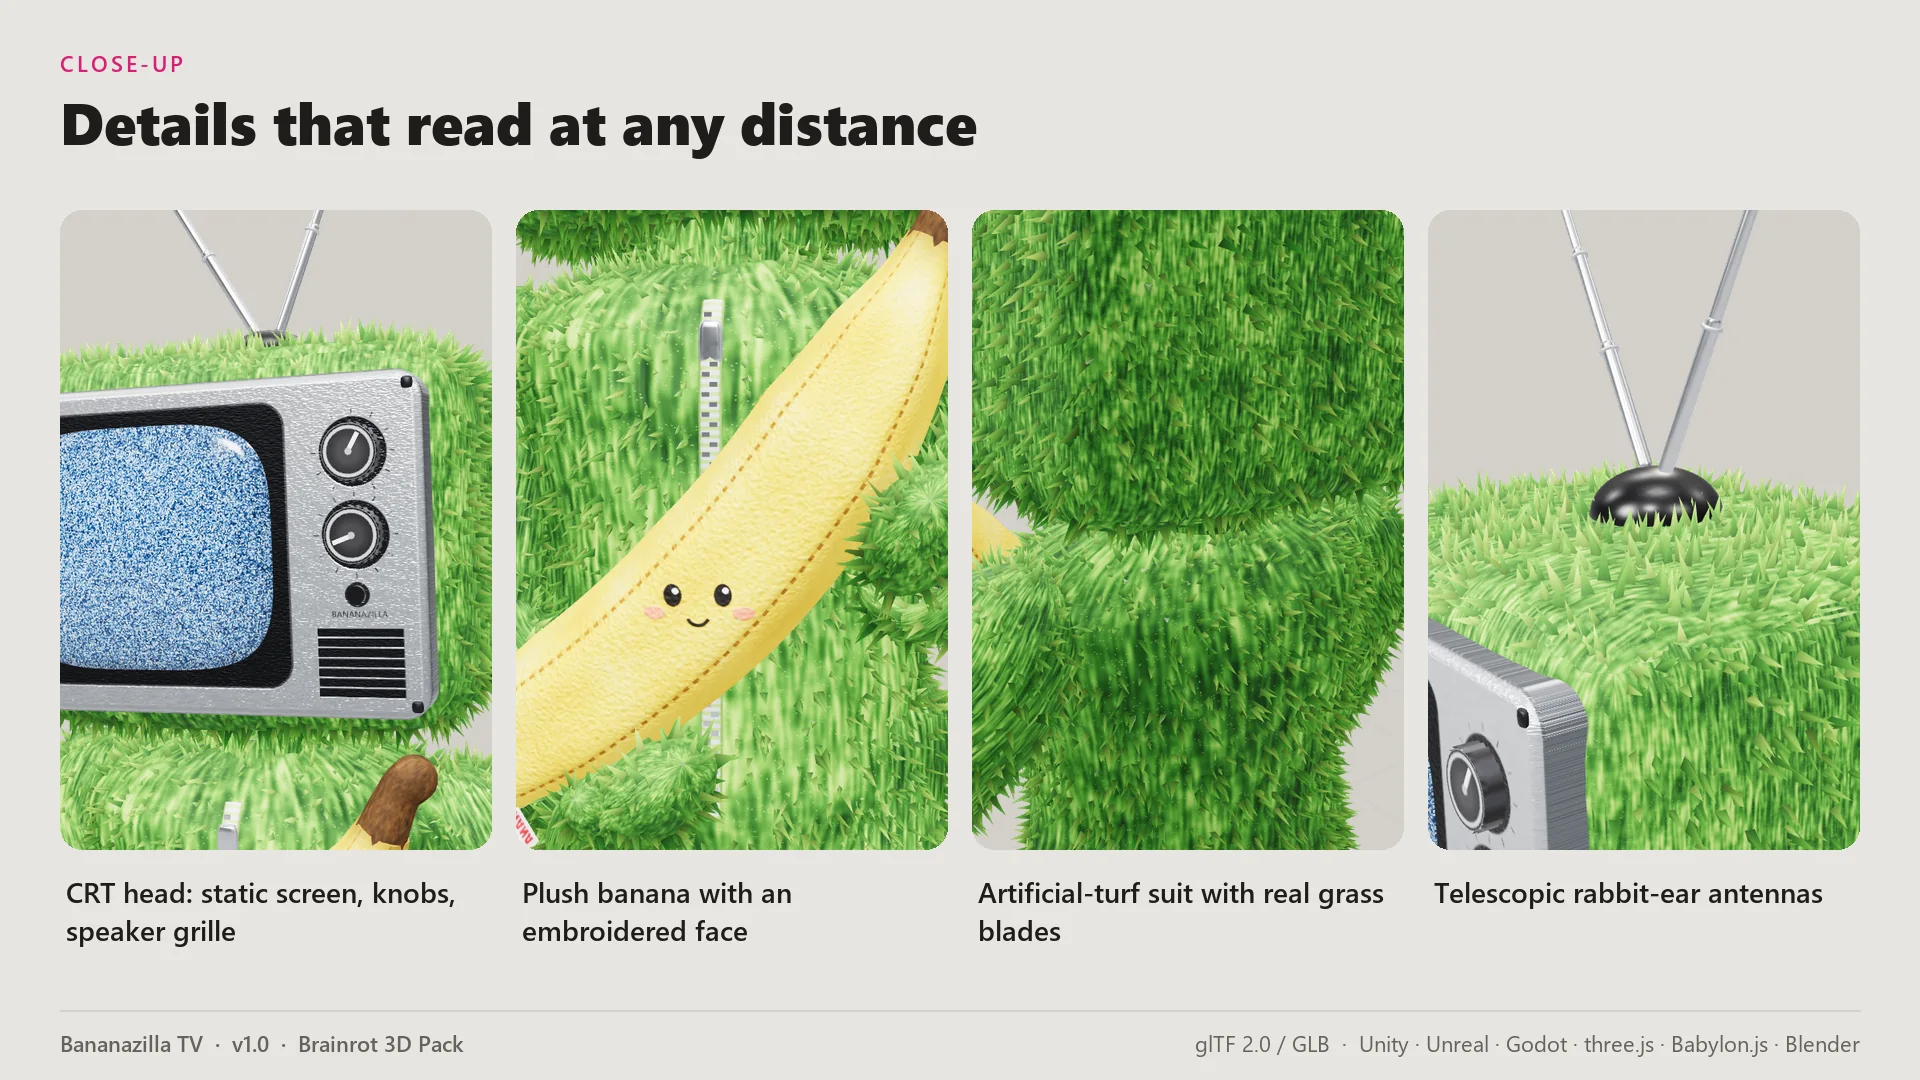 CLOSE-UP
Details that read at any distance
BANANAZILLA
CRT head: static screen, knobs,
speaker grille
Plush banana with an
embroidered face
Artificial-turf suit with real grass
blades
Telescopic rabbit-ear antennas
Bananazilla TV · v1.0 · Brainrot 3D Pack
glTF 2.0 / GLB · Unity · Unreal · Godot · three.js · Babylon.js · Blender